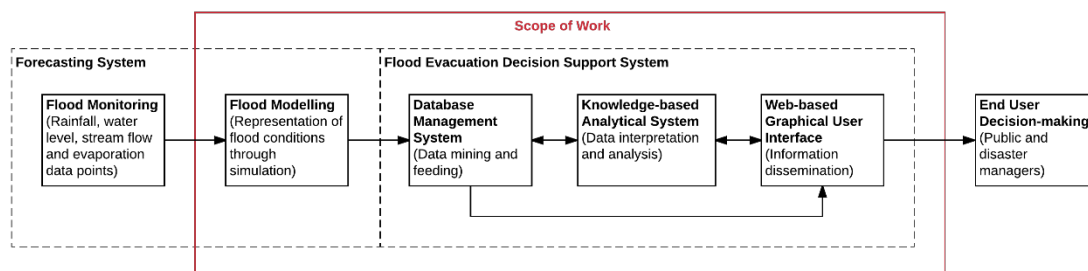 Scope of Work
Forecasting System
Flood Evacuation Decision Support System
Flood Monitoring
(Rainfall, water
level, stream flow
and evaporation
data points)
Flood Modelling
(Representation of
flood conditions
through
simulation)
Database
Management
System
(Data mining and
feeding)
Knowledge-based
Analytical System
(Data interpretation
and analysis)
Web-based
Graphical User
Interface
(Information
dissemination)
End User
Decision-making
(Public and
disaster
managers)